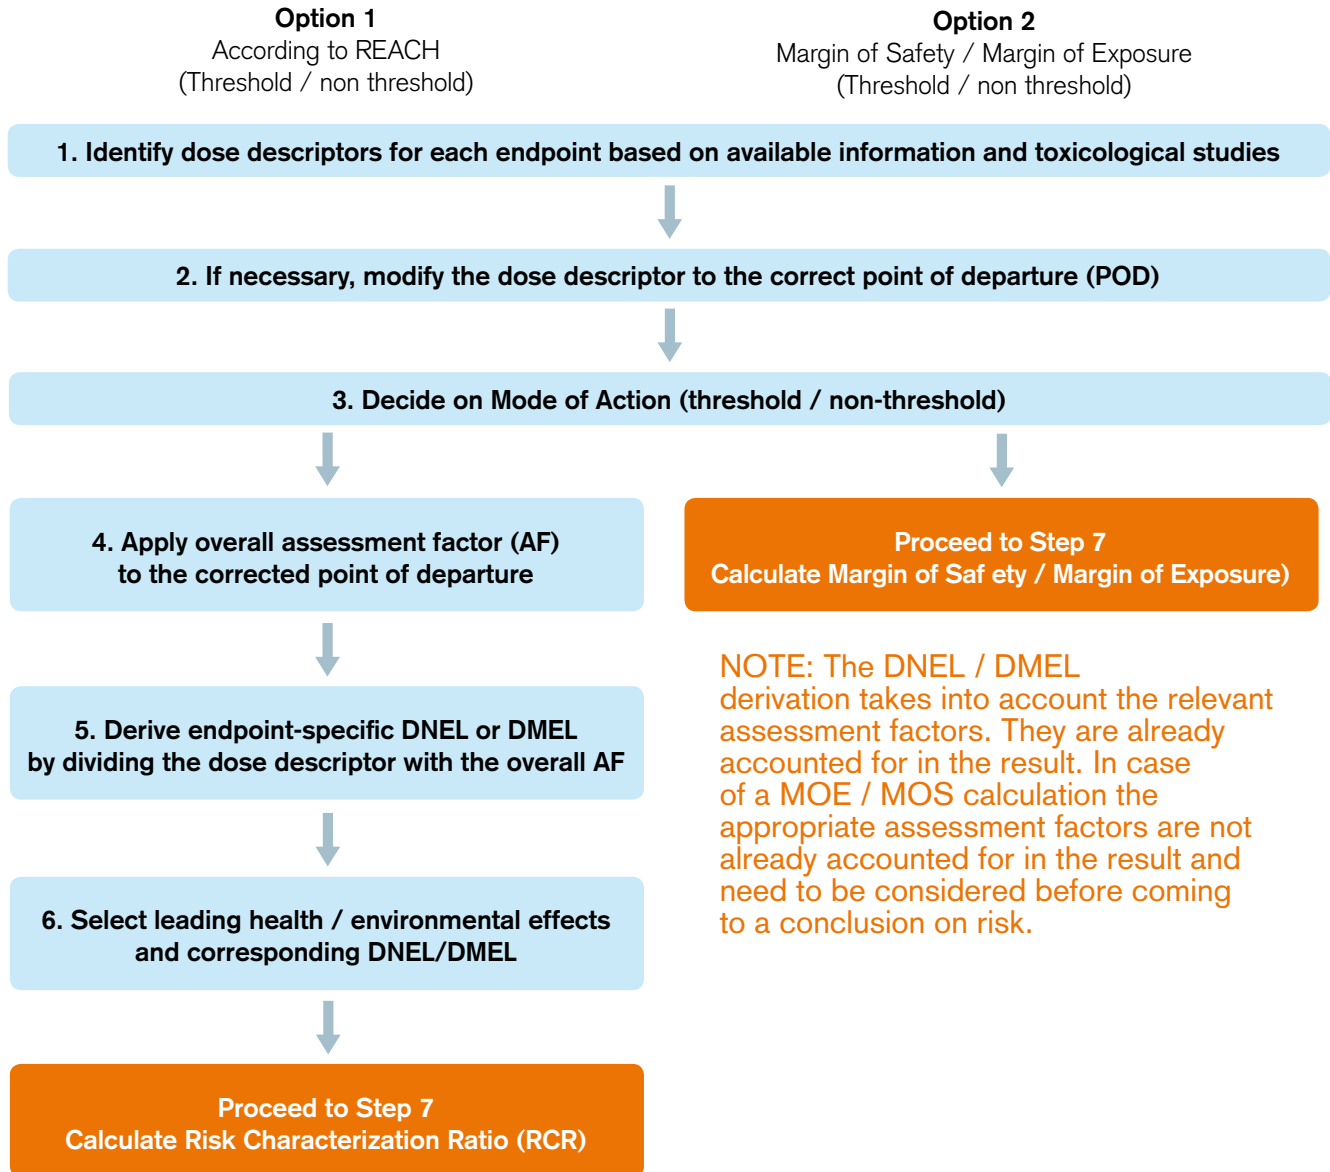 Option 1
According to REACH
(Threshold / non threshold)
Option 2
Margin of Safety / Margin of Exposure
(Threshold / non threshold)
1. Identify dose descriptors for each endpoint based on available information and toxicological studies
2. If necessary, modify the dose descriptor to the correct point of departure (POD)
3. Decide on Mode of Action (threshold / non-threshold)
4. Apply overall assessment factor (AF)
to the corrected point of departure
Proceed to Step 7
Calculate Margin of Saf ety / Margin of Exposure)
5. Derive endpoint-specific DNEL or DMEL
by dividing the dose descriptor with the overall AF
6. Select leading health / environmental effects
and corresponding DNEL/DMEL
Proceed to Step 7
Calculate Risk Characterization Ratio (RCR)
NOTE: The DNEL / DMEL
derivation takes into account the relevant
assessment factors. They are already
accounted for in the result. In case
of a MOE / MOS calculation the
appropriate assessment factors are not
already accounted for in the result and
need to be considered before coming
to a conclusion on risk.